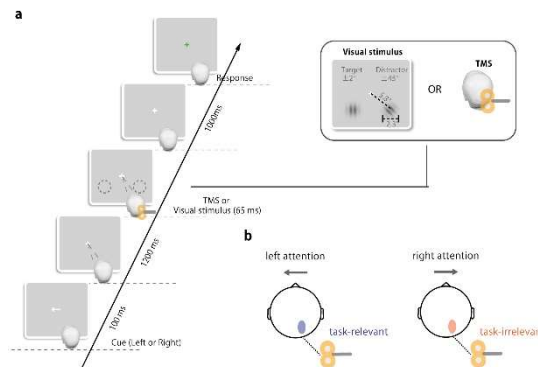 a
Response
1000ms
TMS or
Visual stimulus (65 ms)
1200 ms
100 ms
Cue (Left or Right)
Visual stimulus
Target
Distractor
±2°
±45°
OR
TMS
b
left attention
right attention
task-relevant
task-irrelevant